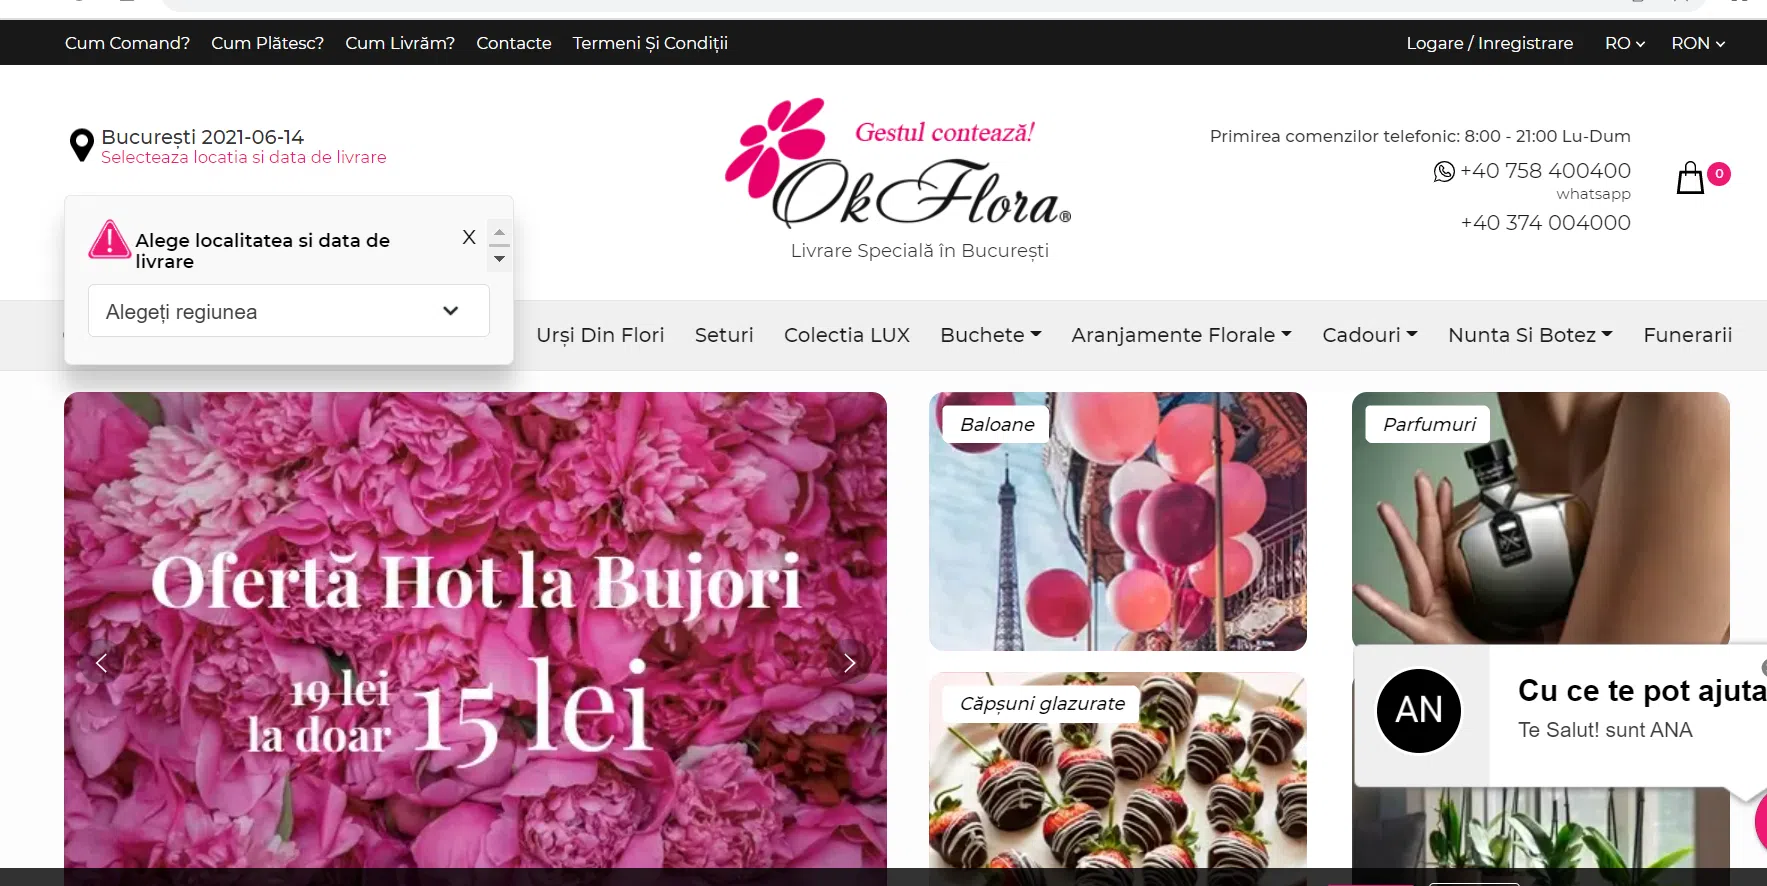 Cum Comand? Cum Plătesc? Cum Livrăm? Contacte Termeni Și Condiții
Logare / Inregistrare RO RON
București 2021-06-14
Selecteaza locatia si data de livrare
Gestul contează!
OkFlora®
Livrare Specială în București
Primirea comenzilor telefonic: 8:00 - 21:00 Lu-Dum
+40 758 400400
whatsapp
+40 374 004000
0
Alege localitatea si data de
livrare
X
Alegeți regiunea
Urși Din Flori Seturi Colectia LUX Buchete Aranjamente Florale Cadouri Nunta Si Botez Funerarii
Ofertă Hot la Bujori
19 lei
la doar 15 lei
Baloane
Parfumuri
Căpșuni glazurate
AN
Cu ce te pot ajuta
Te Salut! sunt ANA